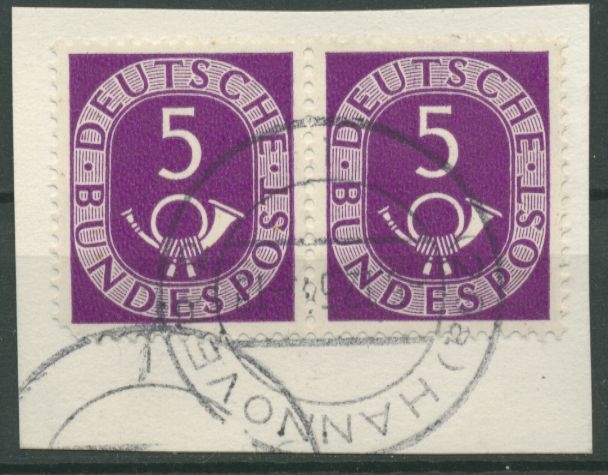 DEUTSCHE
5
BUNDESPOST
DEUTSCHE
5
BUNDESPOST
HANNOVE